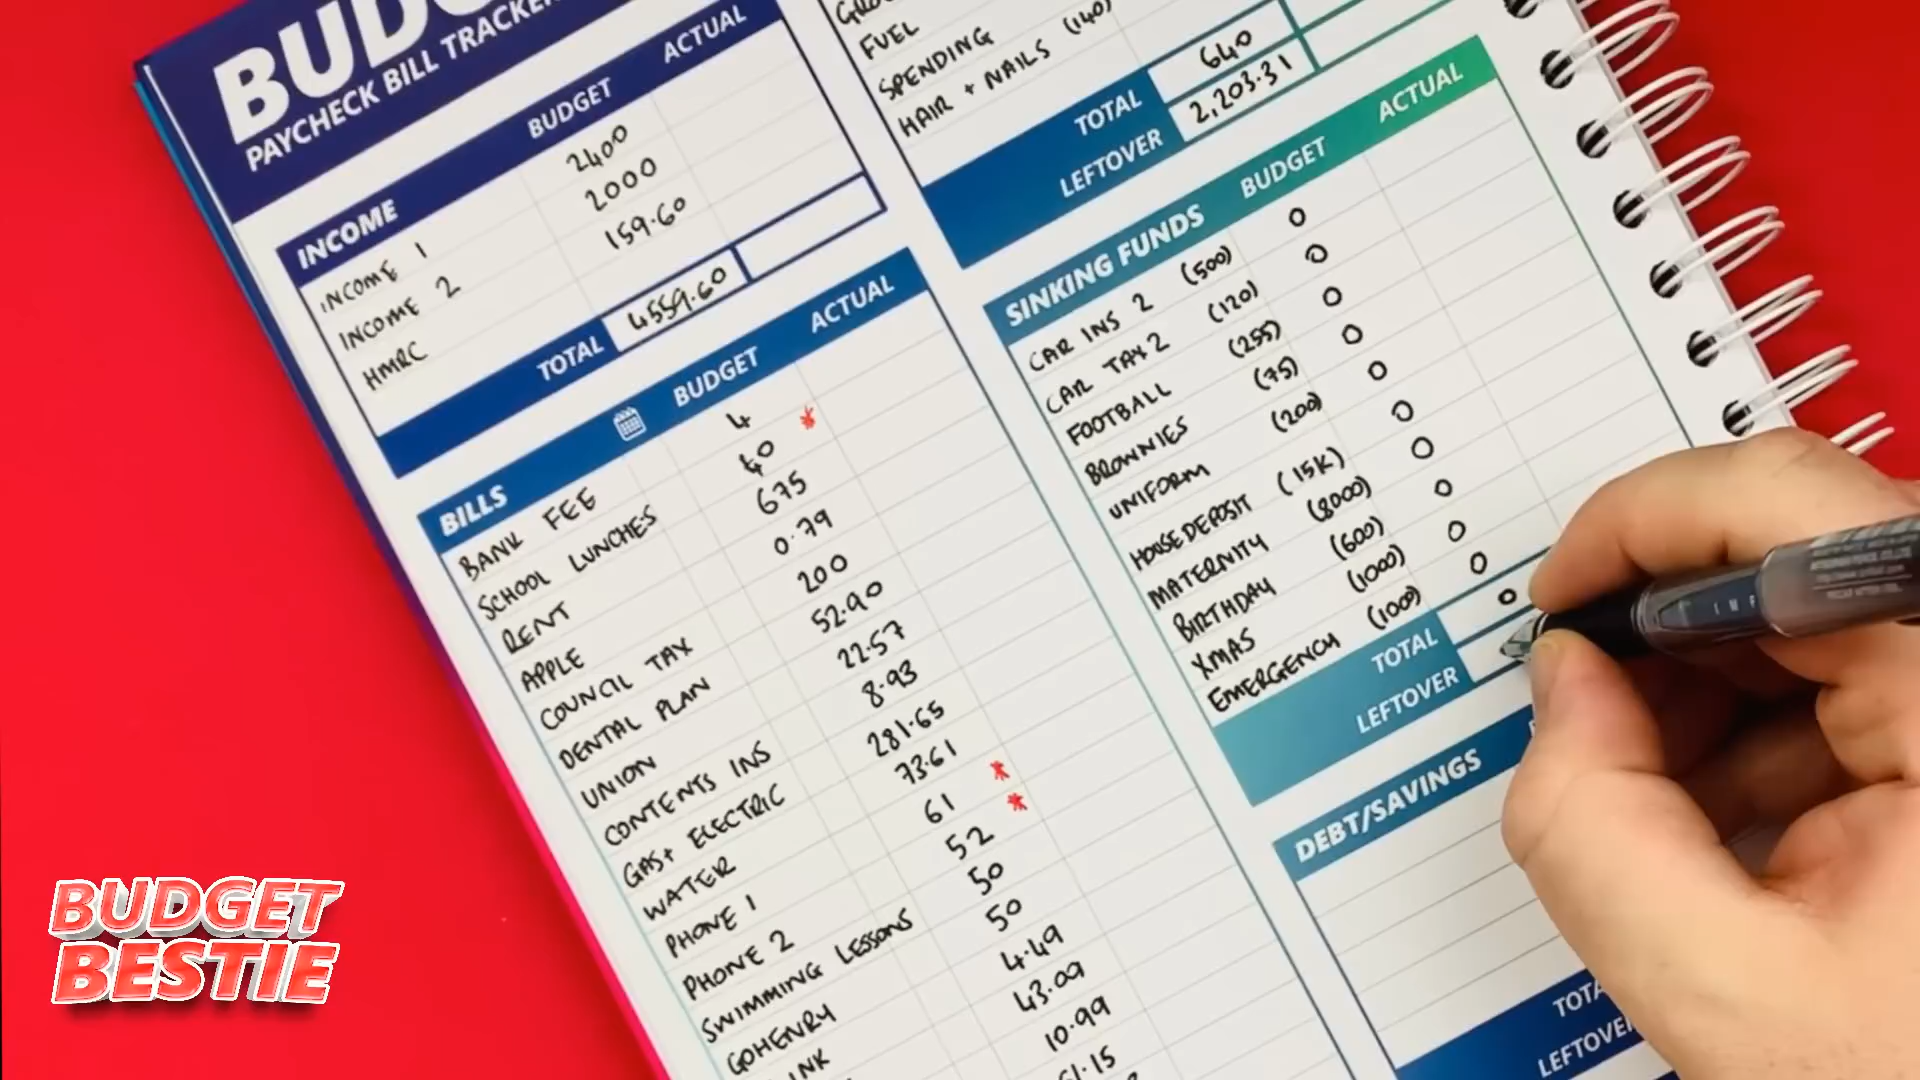 PAYCHECK BILL TRACKER
INCOME BUDGET ACTUAL
INCOME 1 2400
INCOME 2 2000
HMRC 159.60
TOTAL 4559.60
BILLS BUDGET ACTUAL
BANK FEE 4
SCHOOL LUNCHES 40 *
RENT 675
APPLE 0.79
COUNCIL TAX 200
DENTAL PLAN 52.90
UNION 22.57
CONTENTS INS 8.93
GAS + ELECTRIC 281.65
WATER 73.61
PHONE 1 61 *
PHONE 2 52 *
SWIMMING LESSONS 50
GOHENRY 50
4.49
43.09
10.99
FUEL
SPENDING
HAIR + NAILS (140)
TOTAL 640
LEFTOVER 2,203.31
SINKING FUNDS BUDGET ACTUAL
CAR INS 2 (500) 0
CAR TAX 2 (120) 0
FOOTBALL (255) 0
BROWNIES (75) 0
UNIFORM (200) 0
HOUSE DEPOSIT (15K) 0
MATERNITY (8000) 0
BIRTHDAY (600) 0
XMAS (1000) 0
EMERGENCY (1000) 0
TOTAL 0
LEFTOVER
DEBT/SAVINGS
BUDGET
BESTIE